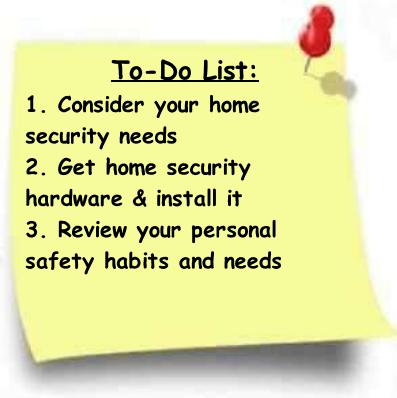 To-Do List:
1. Consider your home
security needs
2. Get home security
hardware & install it
3. Review your personal
safety habits and needs